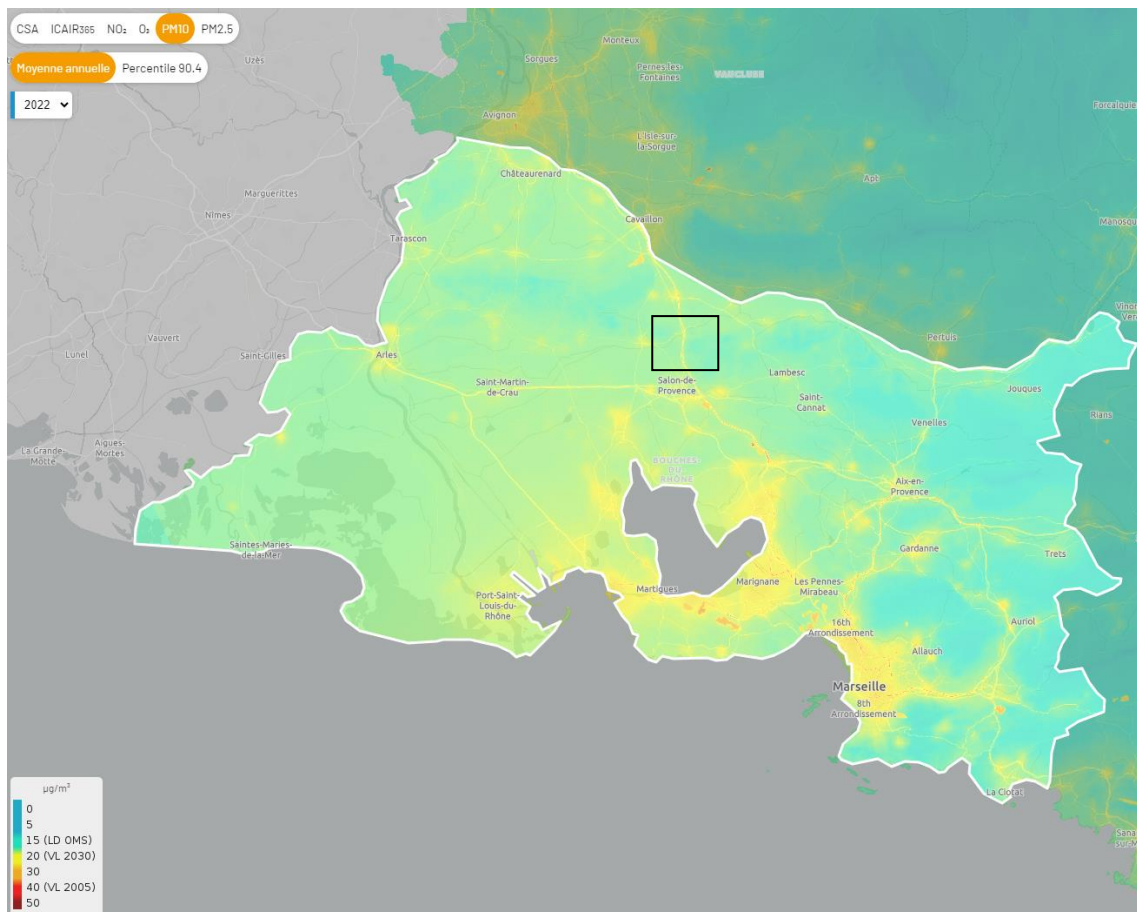 CSA ICAIR365 NO₂ O₃ PM10 PM2.5
Moyenne annuelle Percentile 90.4
2022
Monteux
Sorgues
Uzès
Pernes-les-
Fontaines
VAUCLUSE
Forcalquier
Avignon
L'Isle-sur-
la-Sorgue
Châteaurenard
Apt
Marguerittes
Nîmes
Cavaillon
Manosqu
Tarascon
Vino
Ver
Vauvert
Pertuis
Lunel
Saint-Gilles
Arles
Lambesc
Saint-Martin-
de-Crau
Salon-de-
Provence
Jouques
Saint-
Cannat
Rians
Venelles
Aigues-
Mortes
La Grande-
Motte
BOUCHES-
DU-
RHÔNE
Aix-en-
Provence
Saintes-Maries-
de-la-Mer
Gardanne
Trets
Martigues
Marignane
Les Pennes-
Mirabeau
Port-Saint-
Louis-du-
Rhône
16th
Arrondissement
Auriol
Allauch
Marseille
8th
Arrondissement
La Ciotat
Sana
sur-M
µg/m³
0
5
15 (LD OMS)
20 (VL 2030)
30
40 (VL 2005)
50